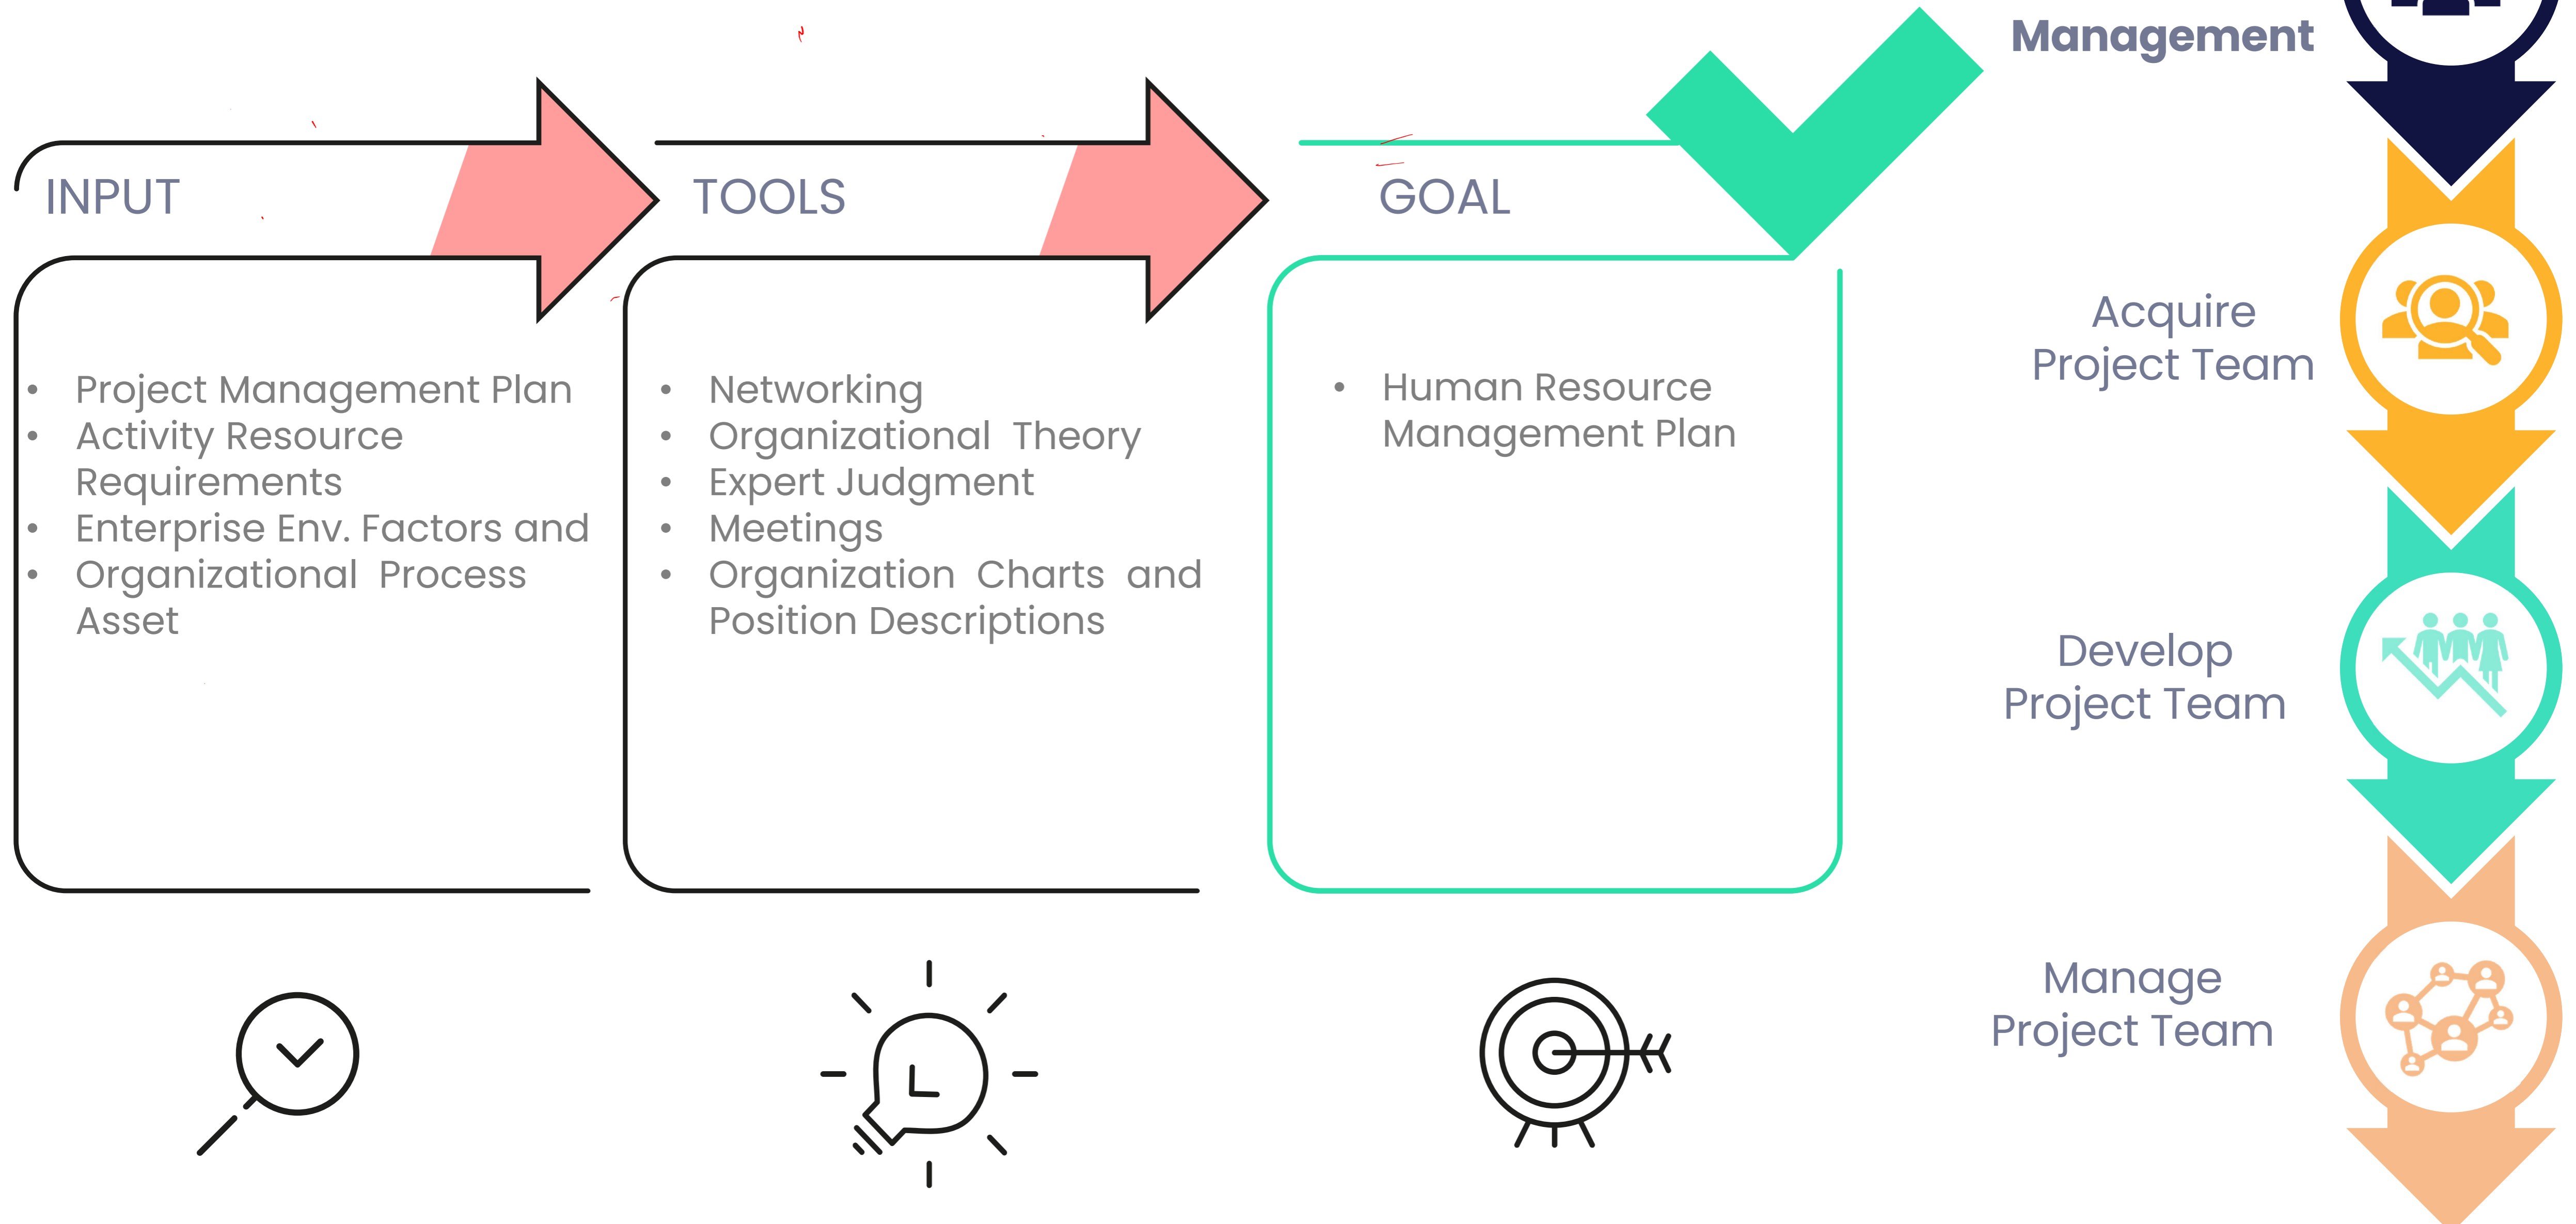 Management
INPUT
TOOLS
GOAL
• Project Management Plan
• Activity Resource
Requirements
• Enterprise Env. Factors and
• Organizational Process
Asset
• Networking
• Organizational Theory
• Expert Judgment
• Meetings
• Organization Charts and
Position Descriptions
• Human Resource
Management Plan
Acquire
Project Team
Develop
Project Team
Manage
Project Team